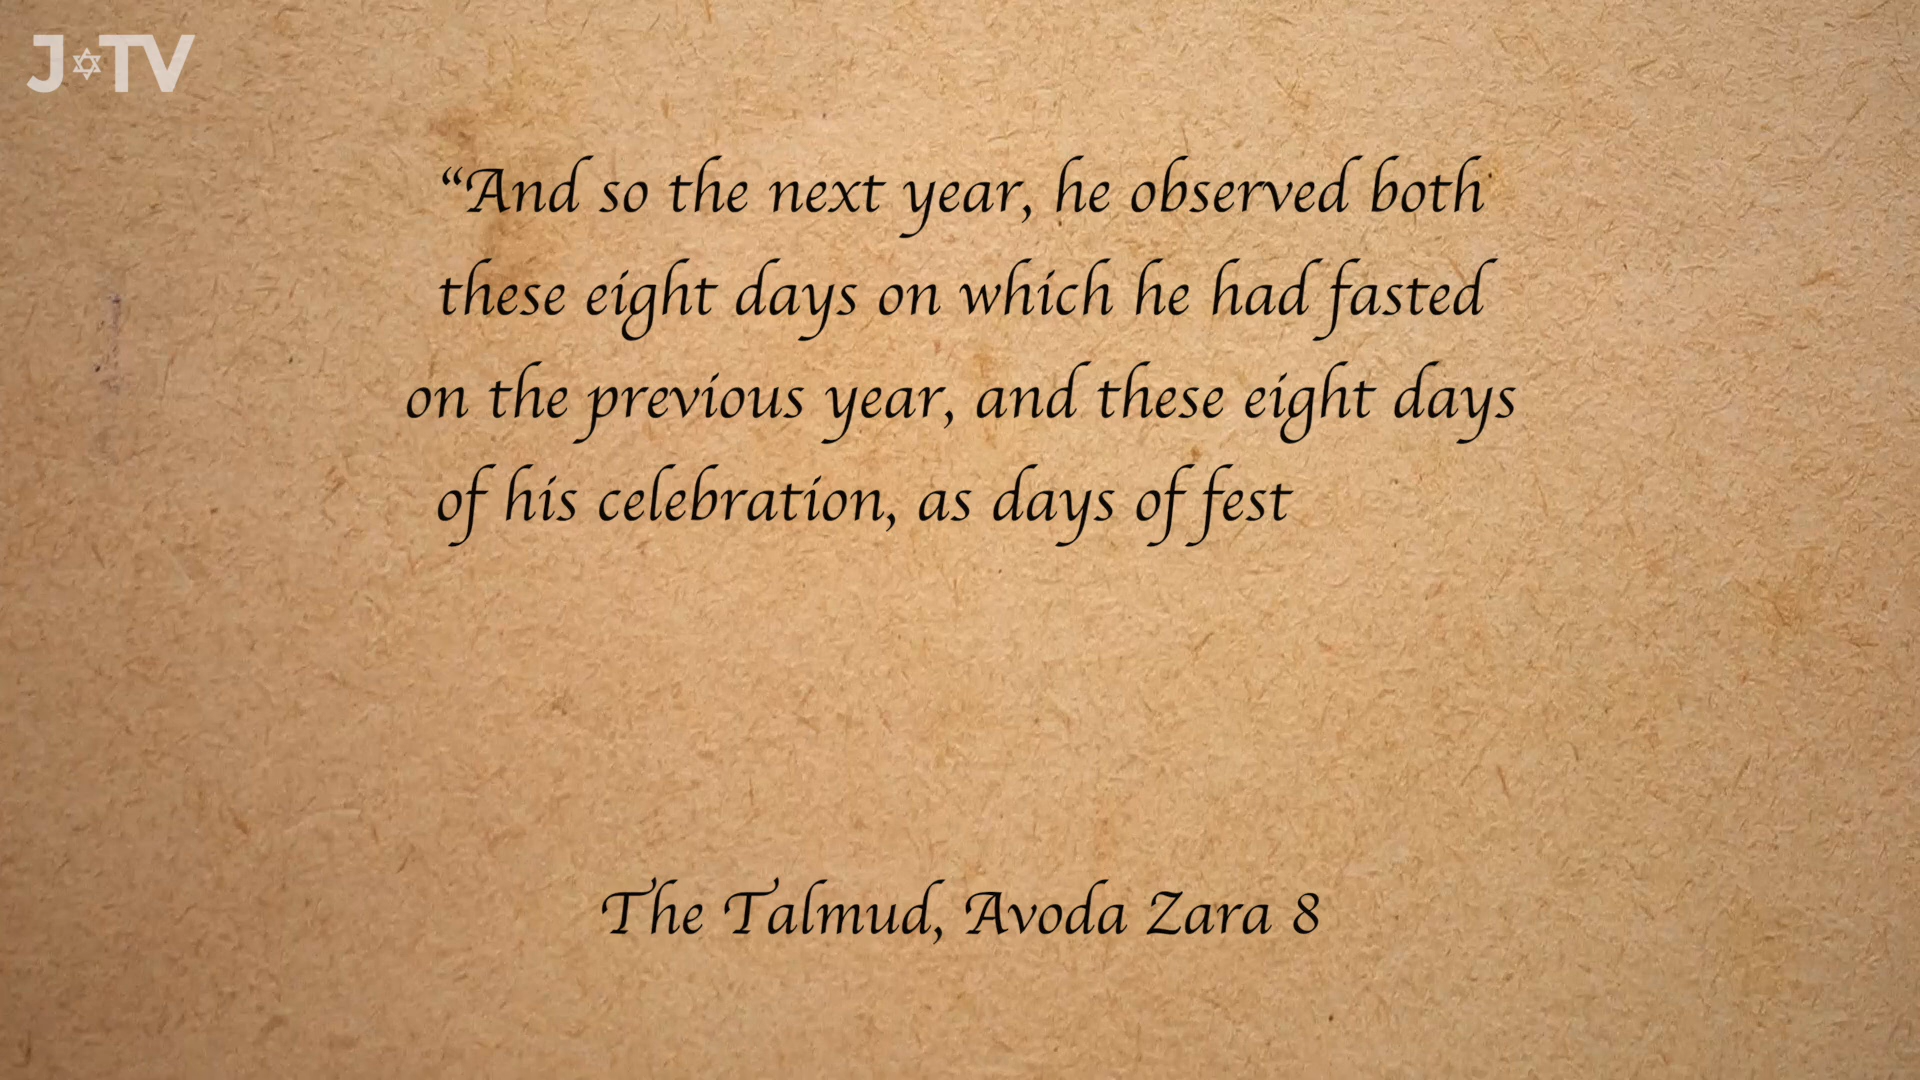 J✡TV
“And so the next year, he observed both
these eight days on which he had fasted
on the previous year, and these eight days
of his celebration, as days of fest
The Talmud, Avoda Zara 8